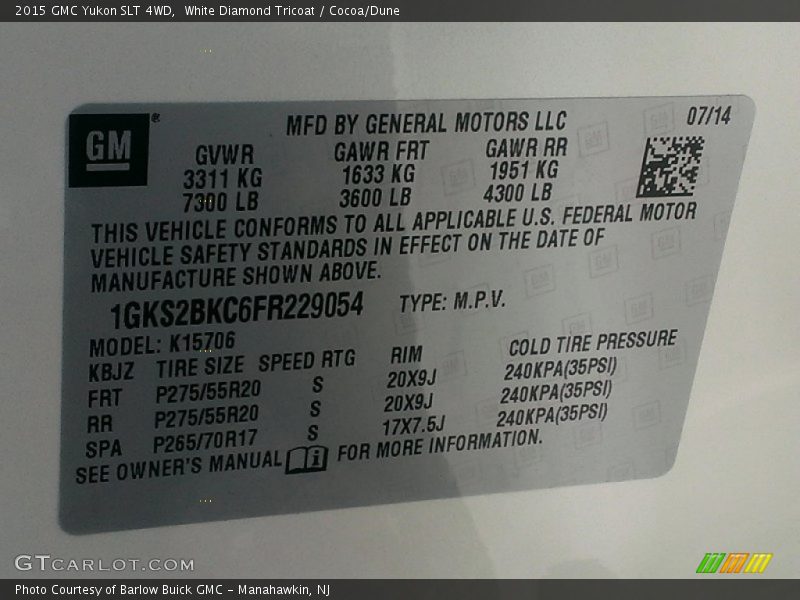 2015 GMC Yukon SLT 4WD, White Diamond Tricoat / Cocoa/Dune
GM ® MFD BY GENERAL MOTORS LLC 07/14
GVWR GAWR FRT GAWR RR
3311 KG 1633 KG 1951 KG
7300 LB 3600 LB 4300 LB
THIS VEHICLE CONFORMS TO ALL APPLICABLE U.S. FEDERAL MOTOR
VEHICLE SAFETY STANDARDS IN EFFECT ON THE DATE OF
MANUFACTURE SHOWN ABOVE.
1GKS2BKC6FR229054 TYPE: M.P.V.
MODEL: K15706
KBJZ TIRE SIZE SPEED RTG RIM COLD TIRE PRESSURE
FRT P275/55R20 S 20X9J 240KPA(35PSI)
RR P275/55R20 S 20X9J 240KPA(35PSI)
SPA P265/70R17 S 17X7.5J 240KPA(35PSI)
SEE OWNER'S MANUAL i FOR MORE INFORMATION.
GTCARLOT.COM
Photo Courtesy of Barlow Buick GMC - Manahawkin, NJ